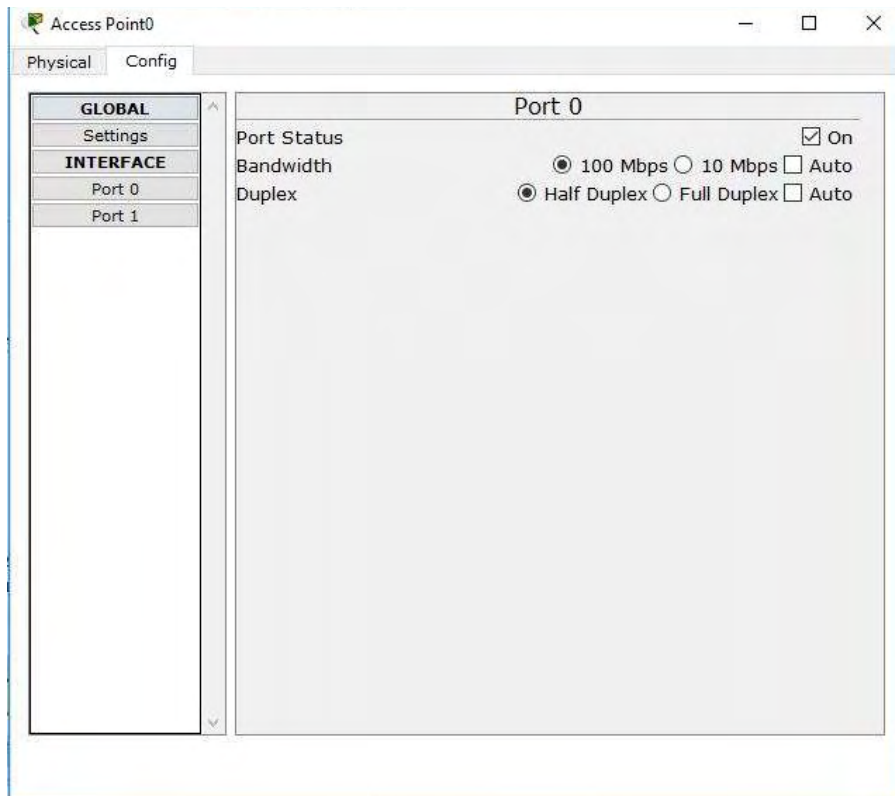 Access Point0
Physical Config
GLOBAL
Settings
INTERFACE
Port 0
Port 1
Port 0
Port Status On
Bandwidth 100 Mbps 10 Mbps Auto
Duplex Half Duplex Full Duplex Auto